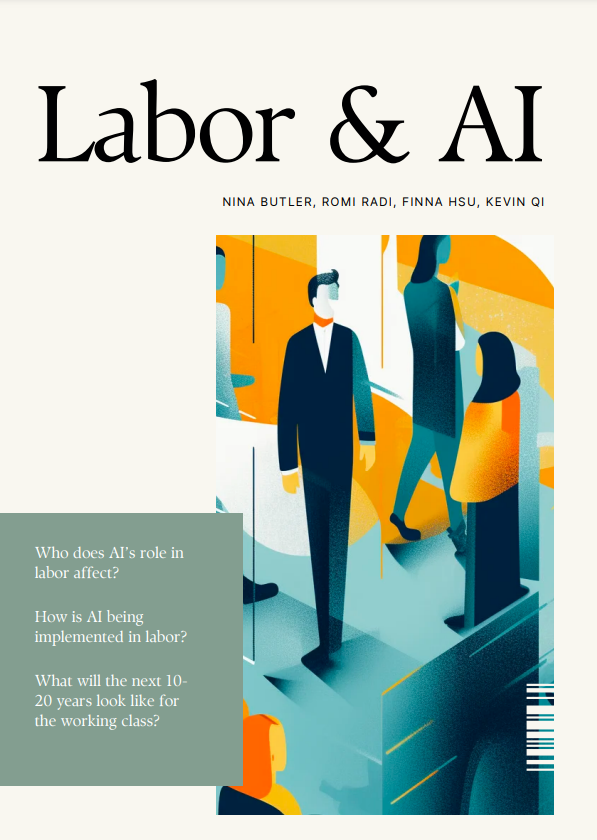 Labor & AI
NINA BUTLER, ROMI RADI, FINNA HSU, KEVIN QI
Who does AI's role in
labor affect?
How is AI being
implemented in labor?
What will the next 10-
20 years look like for
the working class?